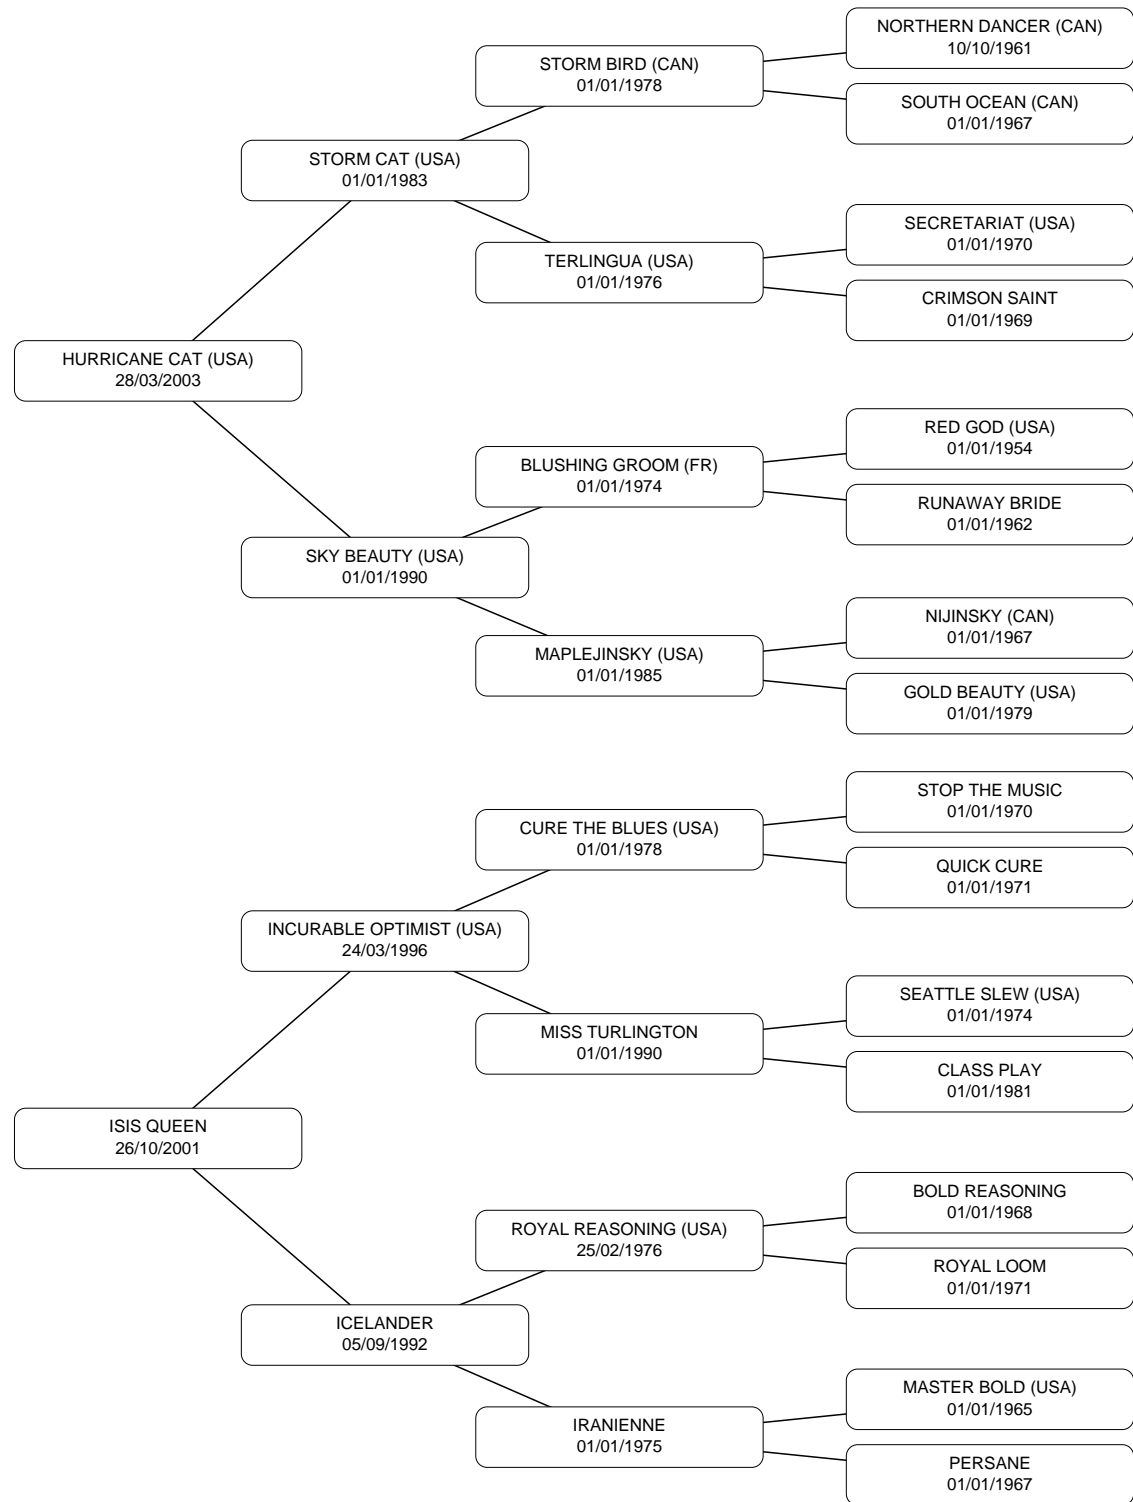 NORTHERN DANCER (CAN)
10/10/1961
STORM BIRD (CAN)
01/01/1978
SOUTH OCEAN (CAN)
01/01/1967
STORM CAT (USA)
01/01/1983
SECRETARIAT (USA)
01/01/1970
TERLINGUA (USA)
01/01/1976
CRIMSON SAINT
01/01/1969
HURRICANE CAT (USA)
28/03/2003
RED GOD (USA)
01/01/1954
BLUSHING GROOM (FR)
01/01/1974
RUNAWAY BRIDE
01/01/1962
SKY BEAUTY (USA)
01/01/1990
NIJINSKY (CAN)
01/01/1967
MAPLEJINSKY (USA)
01/01/1985
GOLD BEAUTY (USA)
01/01/1979
STOP THE MUSIC
01/01/1970
CURE THE BLUES (USA)
01/01/1978
QUICK CURE
01/01/1971
INCURABLE OPTIMIST (USA)
24/03/1996
SEATTLE SLEW (USA)
01/01/1974
MISS TURLINGTON
01/01/1990
CLASS PLAY
01/01/1981
ISIS QUEEN
26/10/2001
BOLD REASONING
01/01/1968
ROYAL REASONING (USA)
25/02/1976
ROYAL LOOM
01/01/1971
ICELANDER
05/09/1992
MASTER BOLD (USA)
01/01/1965
IRANIENNE
01/01/1975
PERSANE
01/01/1967